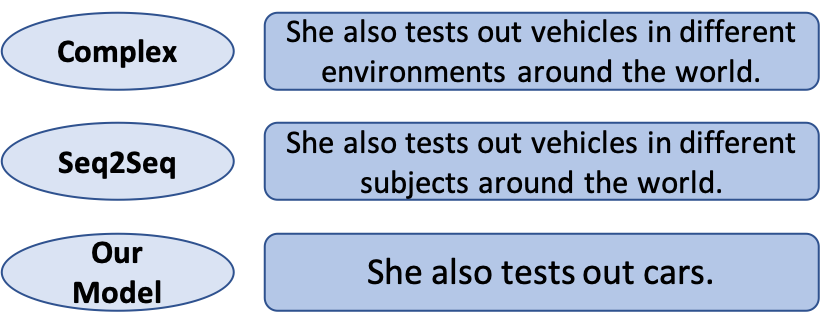 Complex
She also tests out vehicles in different
environments around the world.
Seq2Seq
She also tests out vehicles in different
subjects around the world.
Our
Model
She also tests out cars.